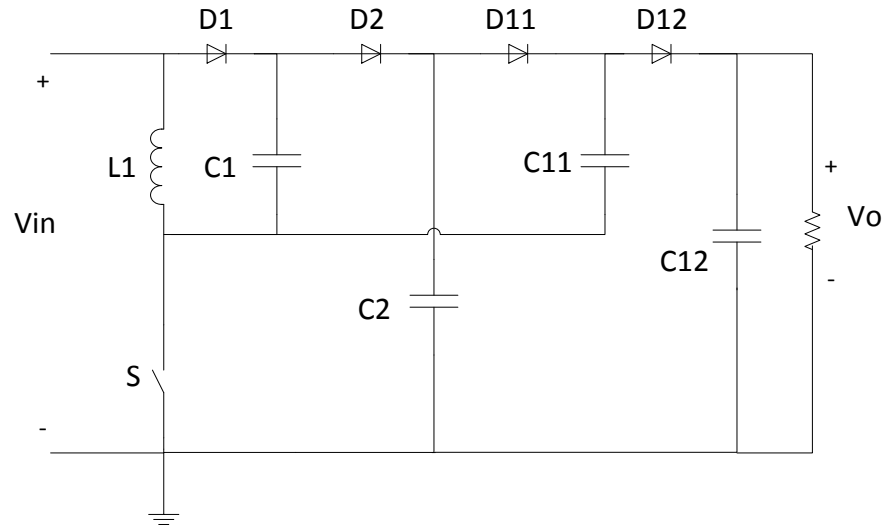 D1
D2
D11
D12
+
L1
C1
C11
+
Vin
Vo
C12
C2
-
S
-